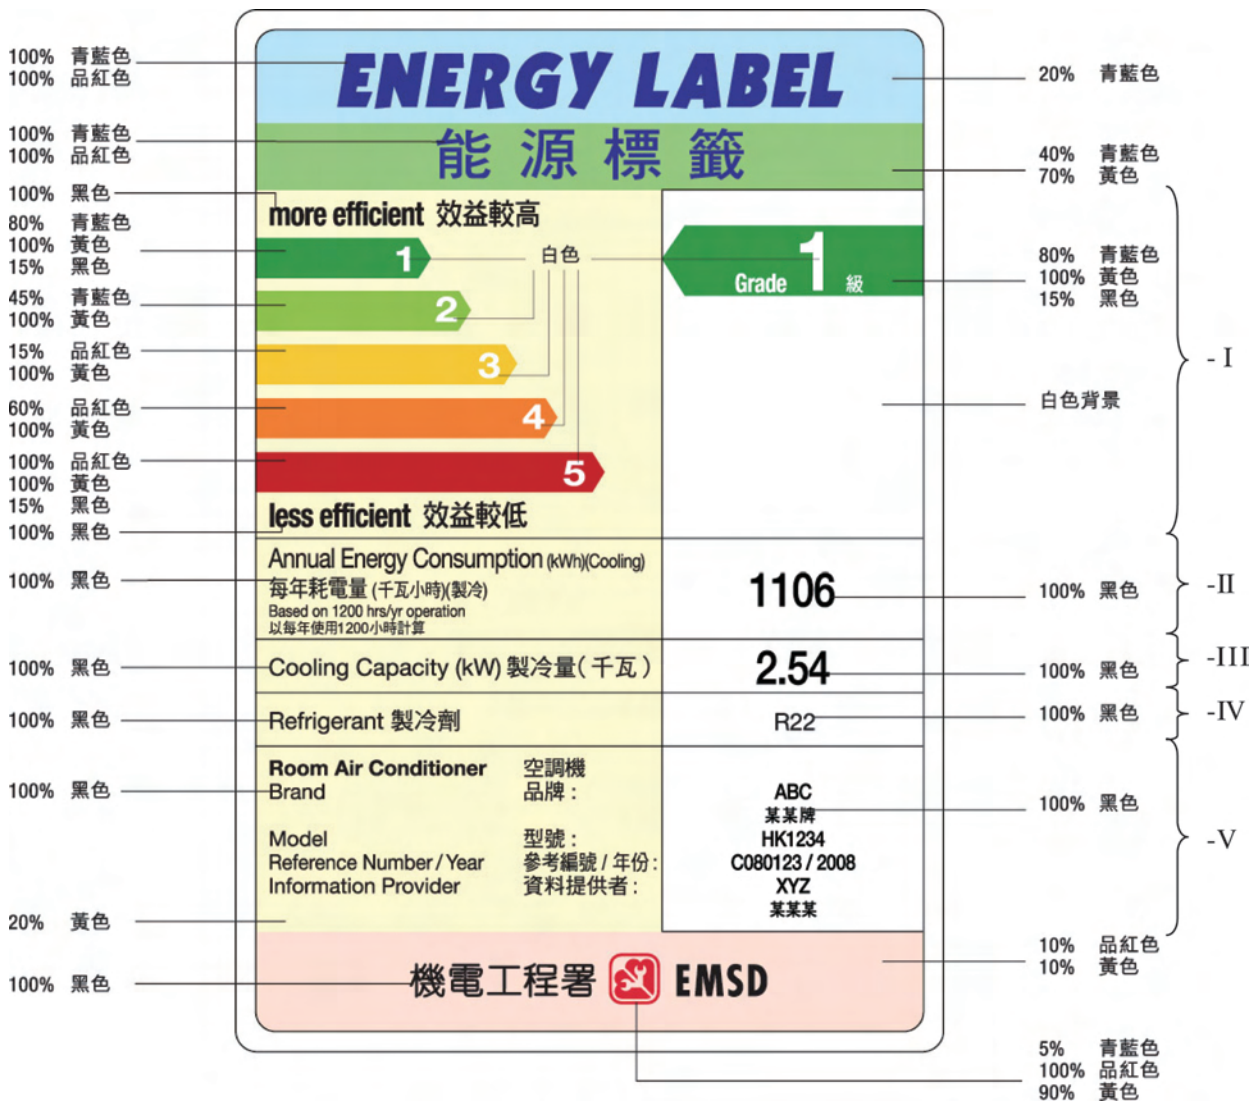 100% 青藍色
100% 品紅色
ENERGY LABEL
20% 青藍色
100% 青藍色
100% 品紅色
能源標籤
40% 青藍色
70% 黃色
100% 黑色
more efficient 效益較高
80% 青藍色
100% 黃色
15% 黑色
1
白色
Grade 1 級
80% 青藍色
100% 黃色
15% 黑色
45% 青藍色
100% 黃色
2
15% 品紅色
100% 黃色
3
- I
60% 品紅色
100% 黃色
4
白色背景
100% 品紅色
100% 黃色
15% 黑色
5
100% 黑色
less efficient 效益較低
Annual Energy Consumption (kWh)(Cooling)
每年耗電量 (千瓦小時)(製冷)
Based on 1200 hrs/yr operation
以每年使用1200小時計算
100% 黑色
1106
100% 黑色
-II
100% 黑色
Cooling Capacity (kW) 製冷量(千瓦)
2.54
100% 黑色
-III
100% 黑色
Refrigerant 製冷劑
R22
100% 黑色
-IV
Room Air Conditioner 空調機
100% 黑色
Brand 品牌 :
ABC
某某牌
100% 黑色
Model 型號 :
HK1234
-V
Reference Number / Year 參考編號 / 年份 :
C080123 / 2008
Information Provider 資料提供者 :
XYZ
某某某
20% 黃色
10% 品紅色
10% 黃色
100% 黑色
機電工程署 EMSD
5% 青藍色
100% 品紅色
90% 黃色